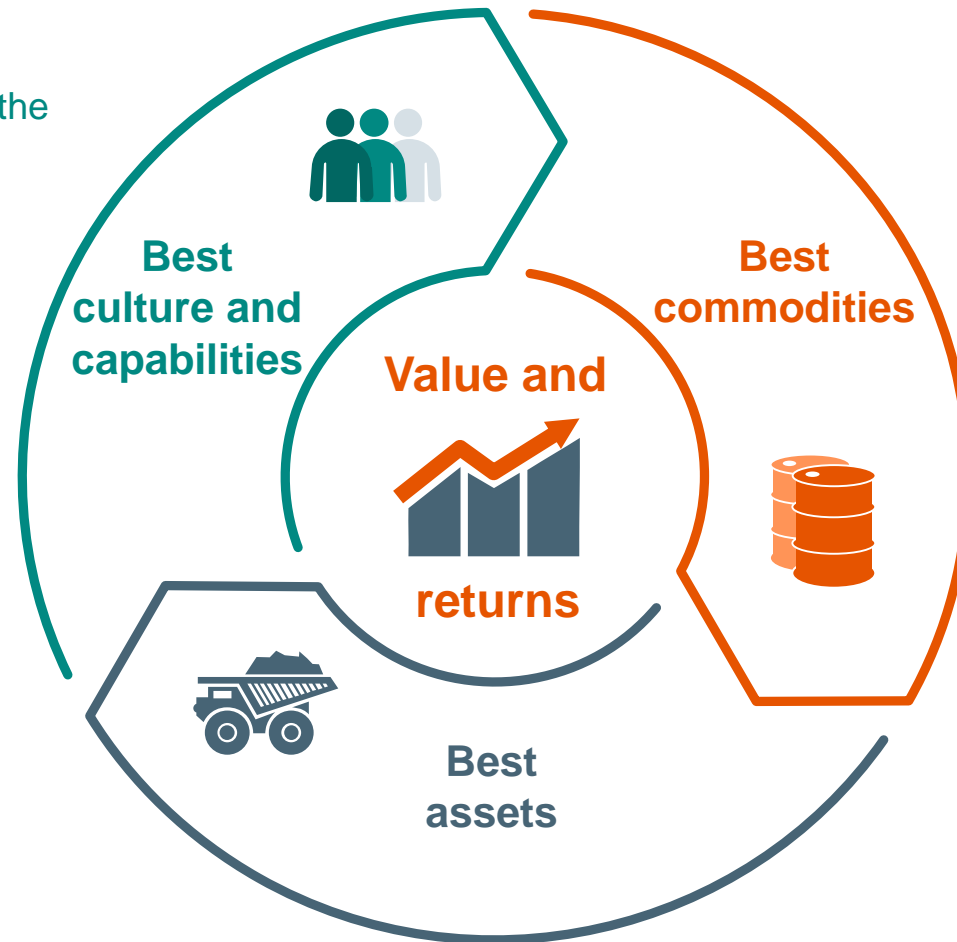 the
Best
culture and
capabilities
Best
commodities
Value and
returns
Best
assets